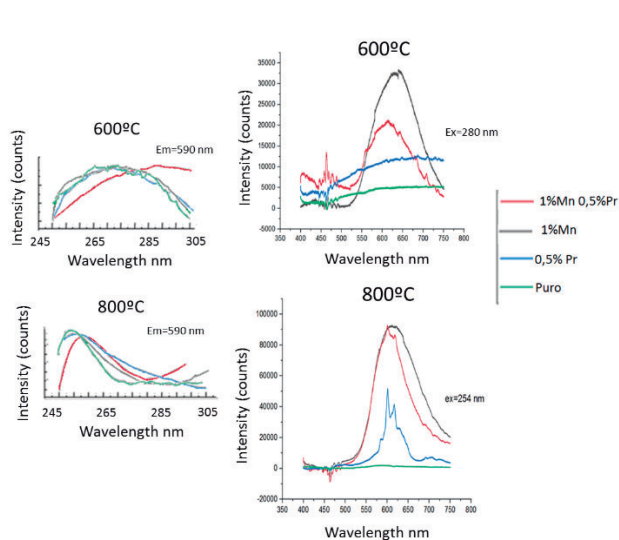 600ºC
Em=590 nm
Intensity (counts)
245 265 285 305
Wavelength nm
600ºC
Ex=280 nm
Intensity (counts)
40000
35000
30000
25000
20000
15000
10000
5000
0
-5000
350 400 450 500 550 600 650 700 750 800
Wavelength nm
1%Mn 0,5%Pr
1%Mn
0,5% Pr
Puro
800ºC
Em=590 nm
Intensity (counts)
245 265 285 305
Wavelength nm
800ºC
ex=254 nm
Intensity (counts)
100000
80000
60000
40000
20000
0
-20000
350 400 450 500 550 600 650 700 750 800
Wavelength nm